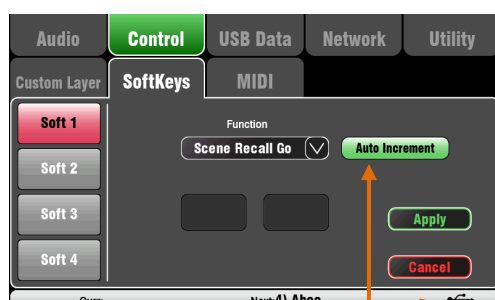 Audio Control USB Data Network Utility
Custom Layer SoftKeys MIDI
Soft 1
Function
Scene Recall Go Auto Increment
Soft 2
Soft 3
Apply
Soft 4
Cancel